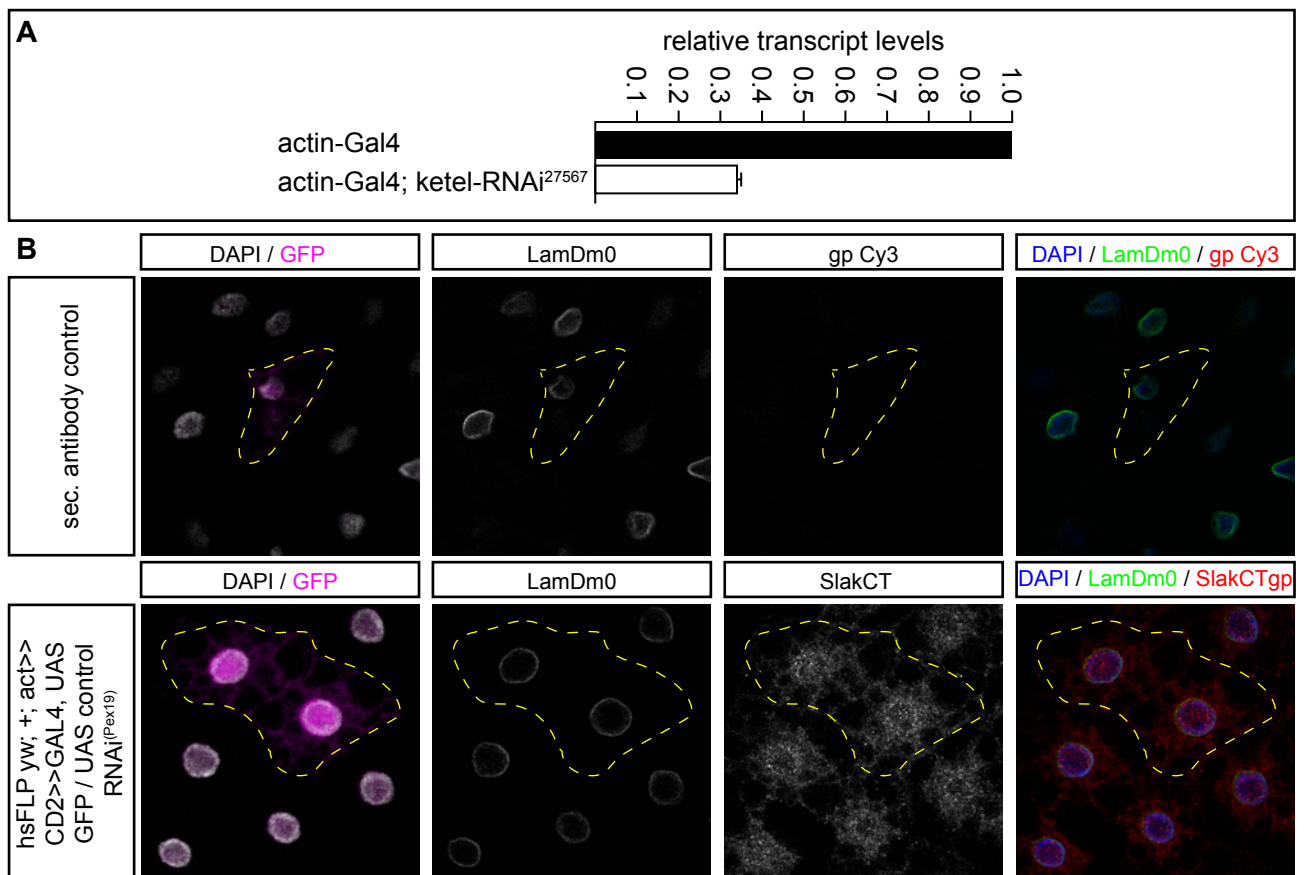 A
relative transcript levels
0.1 0.2 0.3 0.4 0.5 0.6 0.7 0.8 0.9 1.0
actin-Gal4
actin-Gal4; ketel-RNAi27567
B
DAPI / GFP
LamDm0
gp Cy3
DAPI / LamDm0 / gp Cy3
sec. antibody control
DAPI / GFP
LamDm0
SlakCT
DAPI / LamDm0 / SlakCTgp
hsFLP yw; +; act>>
CD2>>GAL4, UAS
GFP / UAS control
RNAi(Pex19)